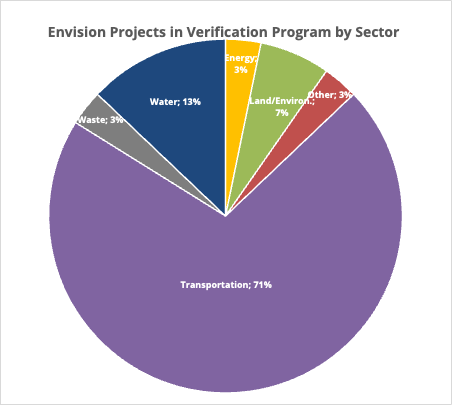 Envision Projects in Verification Program by Sector
Energy;
3%
Land/Environ.;
7%
Other; 3%
Water; 13%
Waste; 3%
Transportation; 71%